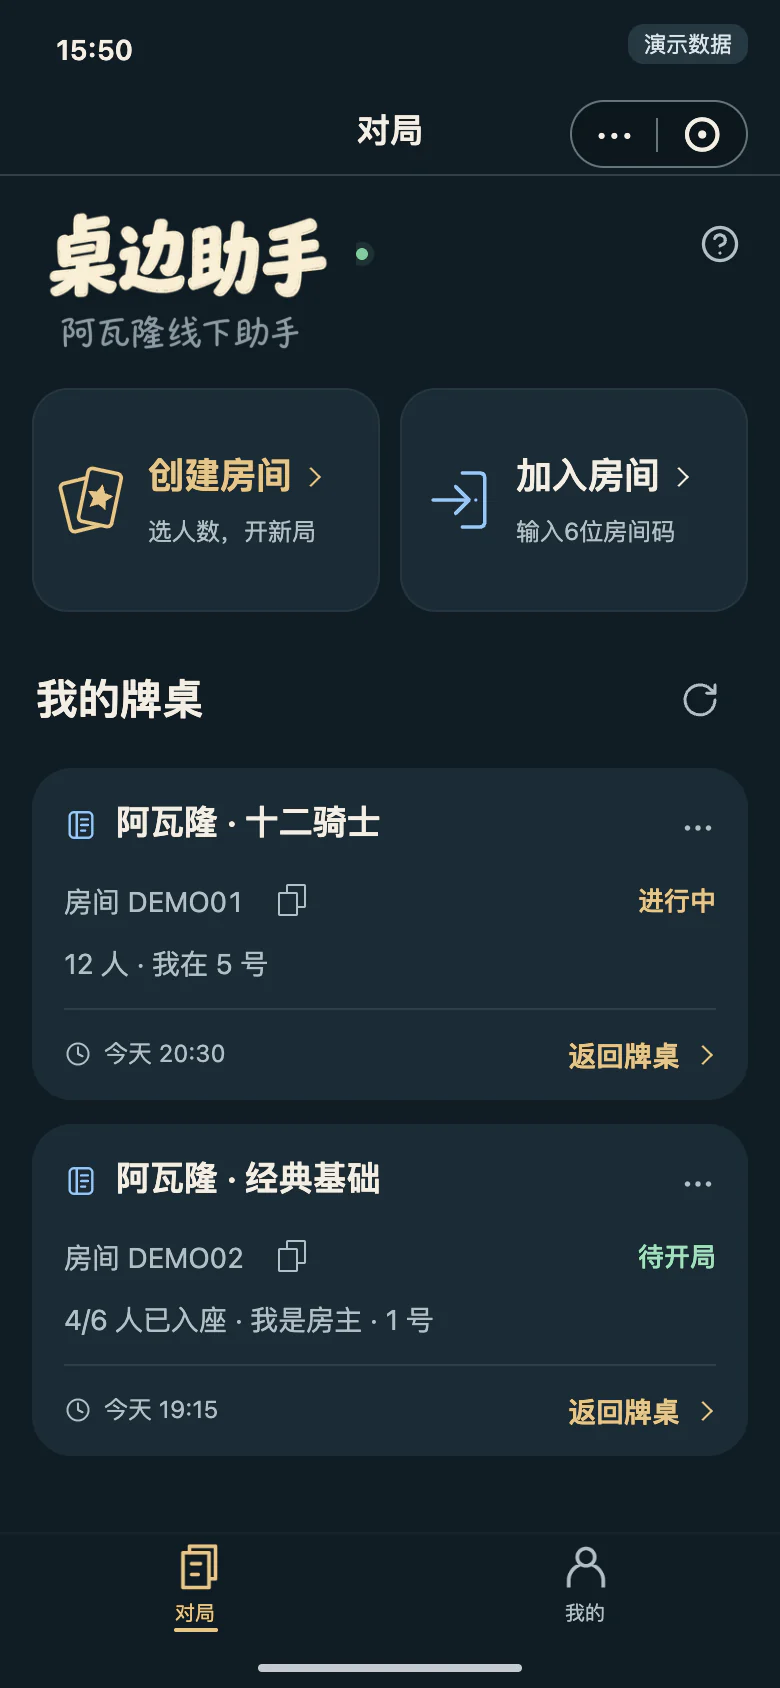 15:50
演示数据
对局
桌边助手
阿瓦隆线下助手
创建房间
选人数，开新局
加入房间
输入6位房间码
我的牌桌
阿瓦隆 · 十二骑士
房间 DEMO01
进行中
12 人 · 我在 5 号
今天 20:30
返回牌桌
阿瓦隆 · 经典基础
房间 DEMO02
待开局
4/6 人已入座 · 我是房主 · 1 号
今天 19:15
返回牌桌
对局
我的